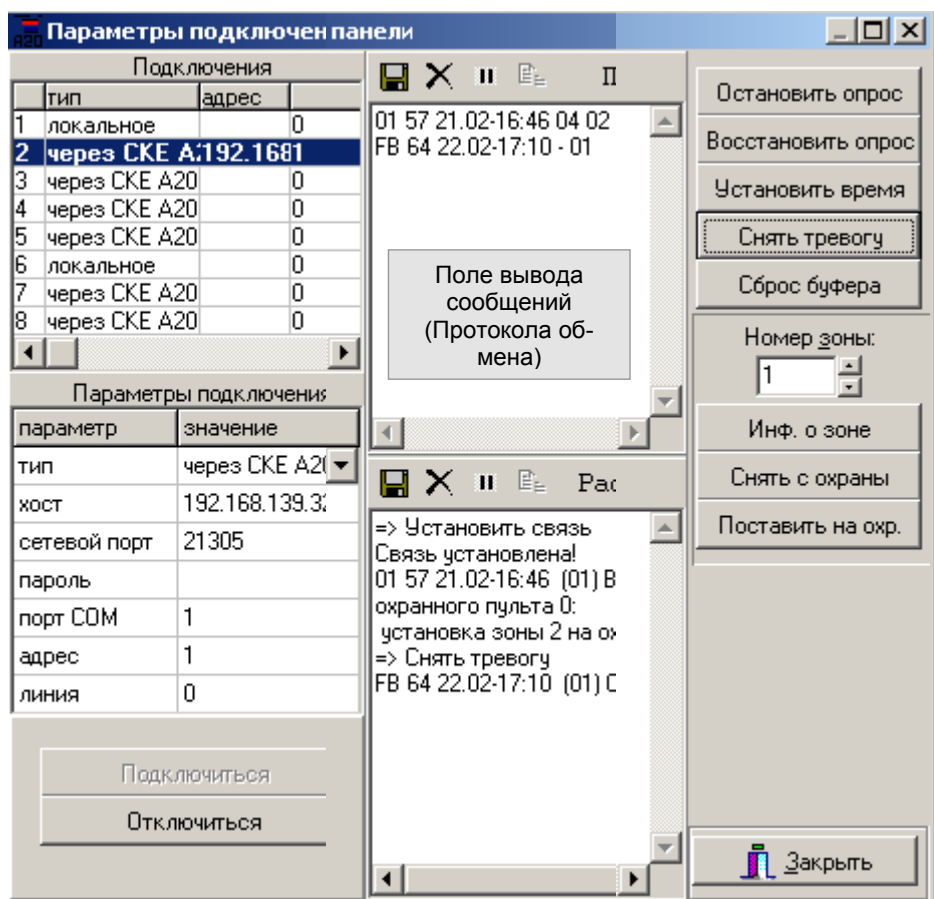 Параметры подключен панели
Подключения
тип адрес
1 локальное 0
2 через СКЕ А 192.168 1
3 через СКЕ А20 0
4 через СКЕ А20 0
5 через СКЕ А20 0
6 локальное 0
7 через СКЕ А20 0
8 через СКЕ А20 0
Параметры подключения
параметр значение
тип через СКЕ А20
хост 192.168.139.3
сетевой порт 21305
пароль
порт COM 1
адрес 1
линия 0
Подключиться
Отключиться
П
01 57 21.02-16:46 04 02
FB 64 22.02-17:10 - 01
Поле вывода
сообщений
(Протокола об-
мена)
Рас
=> Установить связь
Связь установлена!
01 57 21.02-16:46 (01) В
охранного пульта 0:
установка зоны 2 на ох
=> Снять тревогу
FB 64 22.02-17:10 (01) С
Остановить опрос
Восстановить опрос
Установить время
Снять тревогу
Сброс буфера
Номер зоны:
1
Инф. о зоне
Снять с охраны
Поставить на охр.
Закрыть